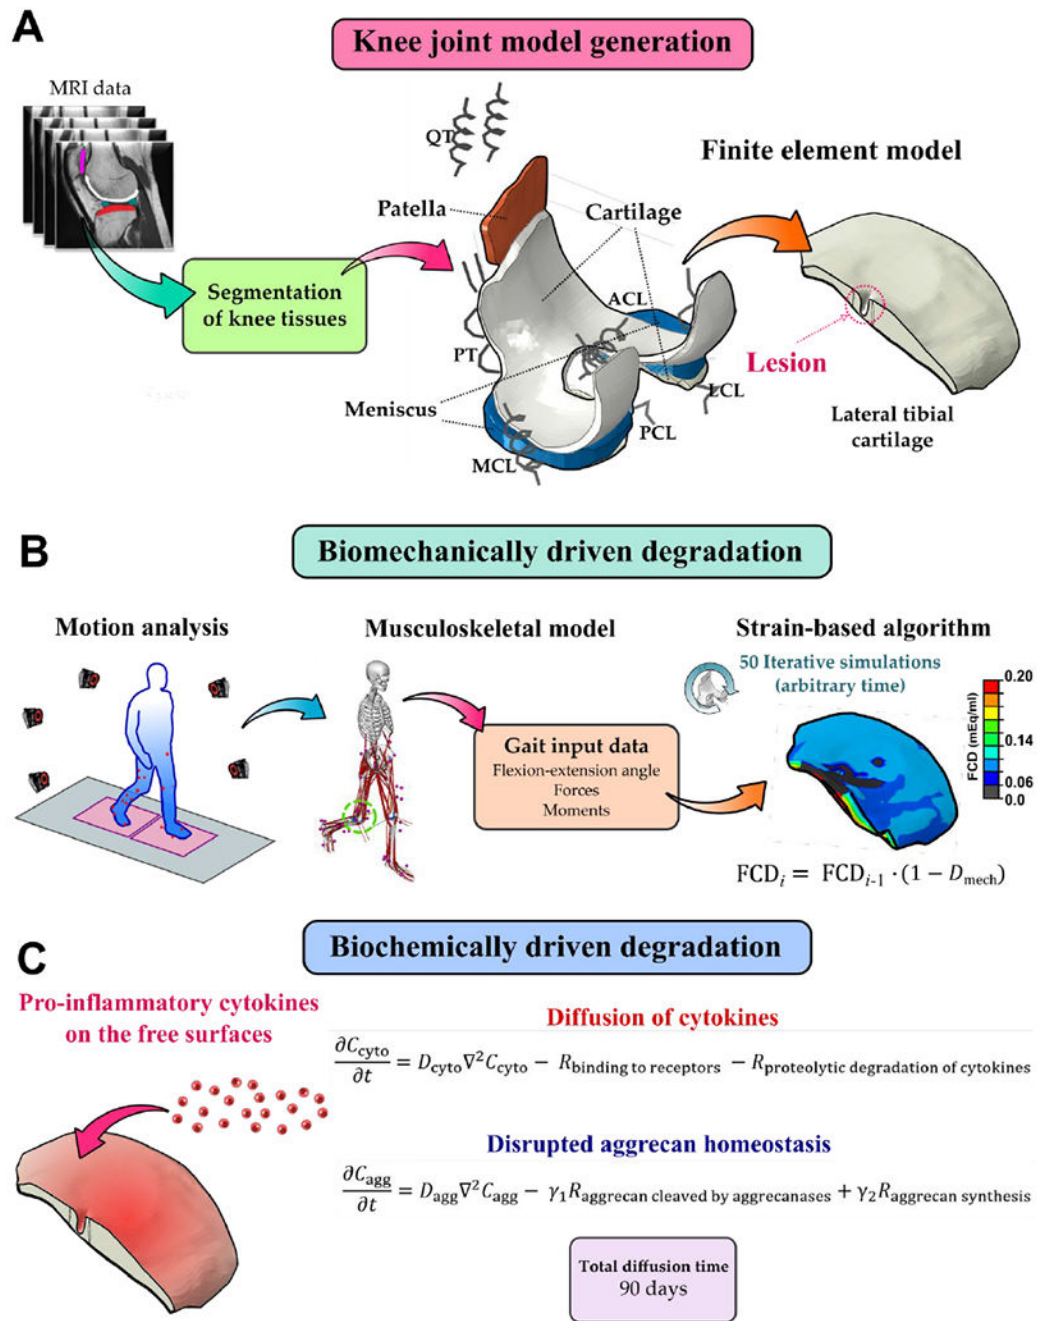 A
Knee joint model generation
MRI data
QT
Finite element model
Patella
Cartilage
Segmentation
of knee tissues
ACL
PT
Lesion
Meniscus
LCL
PCL
MCL
Lateral tibial
cartilage
B
Biomechanically driven degradation
Motion analysis
Musculoskeletal model
Strain-based algorithm
50 Iterative simulations
(arbitrary time)
Gait input data
Flexion-extension angle
Forces
Moments
FCD (mEq/ml)
0.20
0.14
0.06
0.0
FCD_i = FCD_{i-1} · (1 − D_mech)
C
Biochemically driven degradation
Pro-inflammatory cytokines
on the free surfaces
Diffusion of cytokines
∂C_cyto/∂t = D_cyto∇²C_cyto − R_binding to receptors − R_proteolytic degradation of cytokines
Disrupted aggrecan homeostasis
∂C_agg/∂t = D_agg∇²C_agg − γ₁R_aggrecan cleaved by aggrecanases + γ₂R_aggrecan synthesis
Total diffusion time
90 days